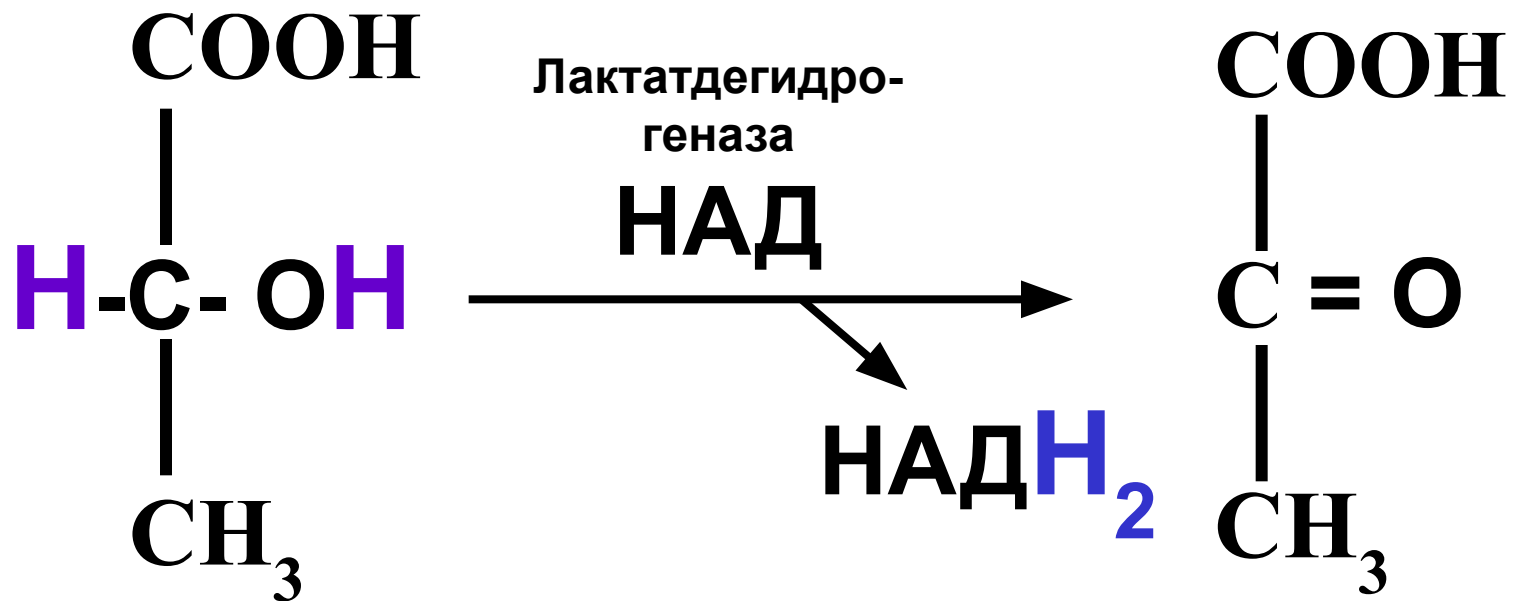 COOH
Лактатдегидро-
геназа
COOH
НАД
H-C- OH
C = O
НАДH₂
CH₃
CH₃